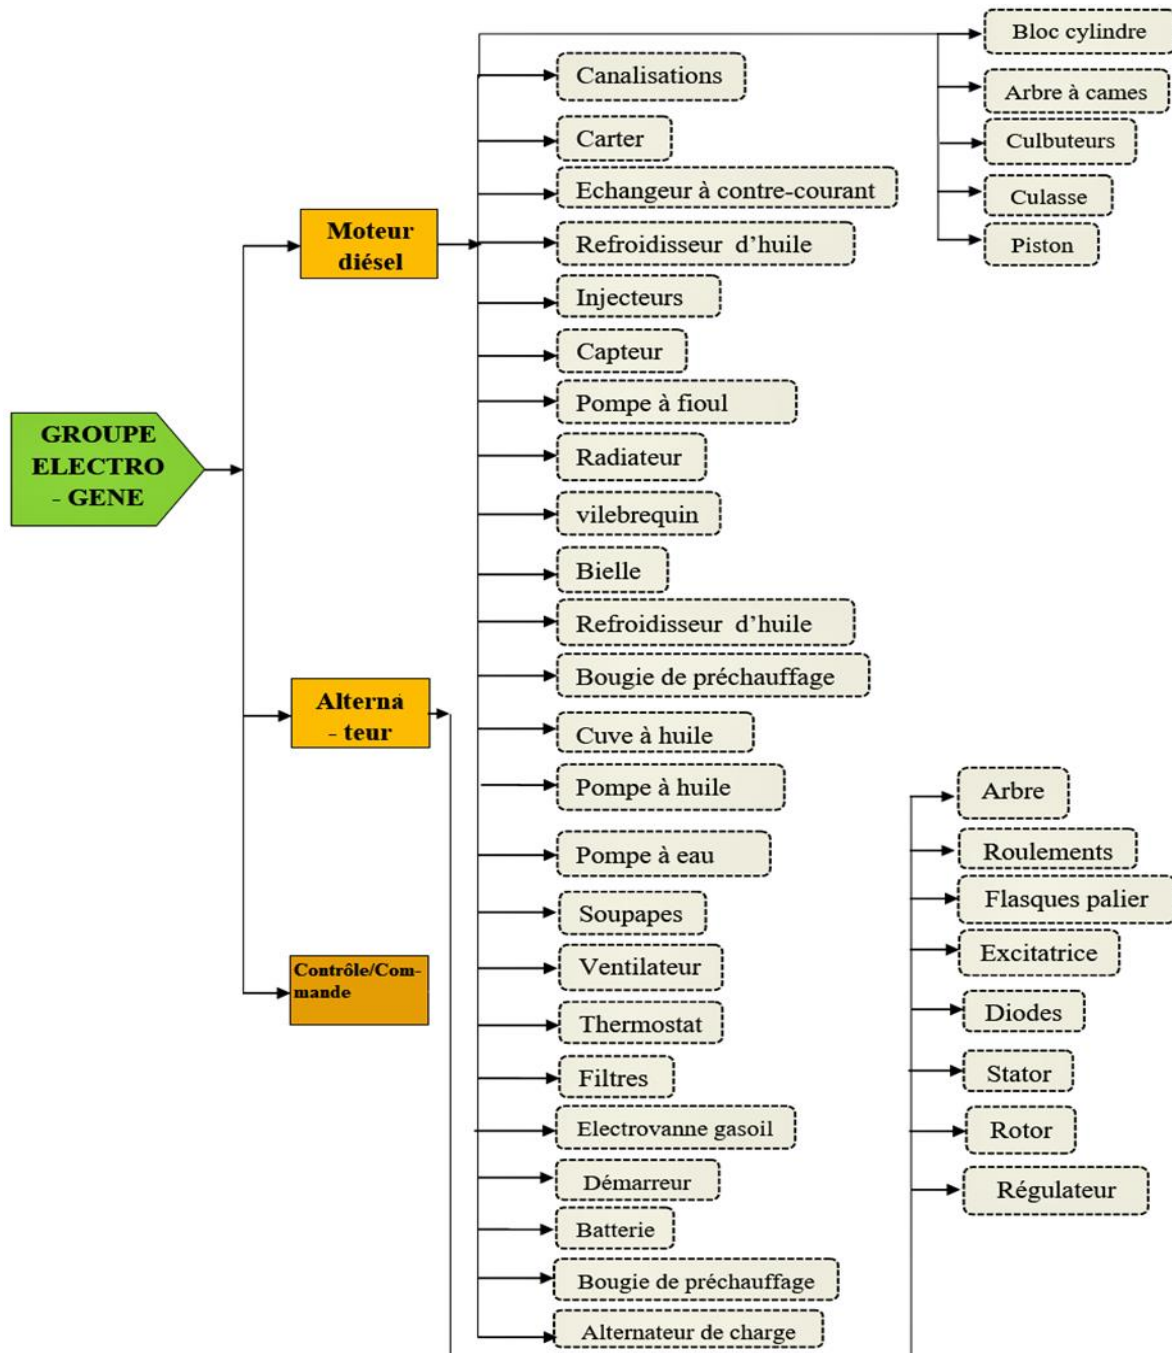 GROUPE
ELECTRO
- GENE
Moteur
diésel
Alterna
- teur
Contrôle/Com-
mande
Canalisations
Carter
Echangeur à contre-courant
Refroidisseur d’huile
Injecteurs
Capteur
Pompe à fioul
Radiateur
vilebrequin
Bielle
Refroidisseur d’huile
Bougie de préchauffage
Cuve à huile
Pompe à huile
Pompe à eau
Soupapes
Ventilateur
Thermostat
Filtres
Electrovanne gasoil
Démarreur
Batterie
Bougie de préchauffage
Alternateur de charge
Bloc cylindre
Arbre à cames
Culbuteurs
Culasse
Piston
Arbre
Roulements
Flasques palier
Excitatrice
Diodes
Stator
Rotor
Régulateur